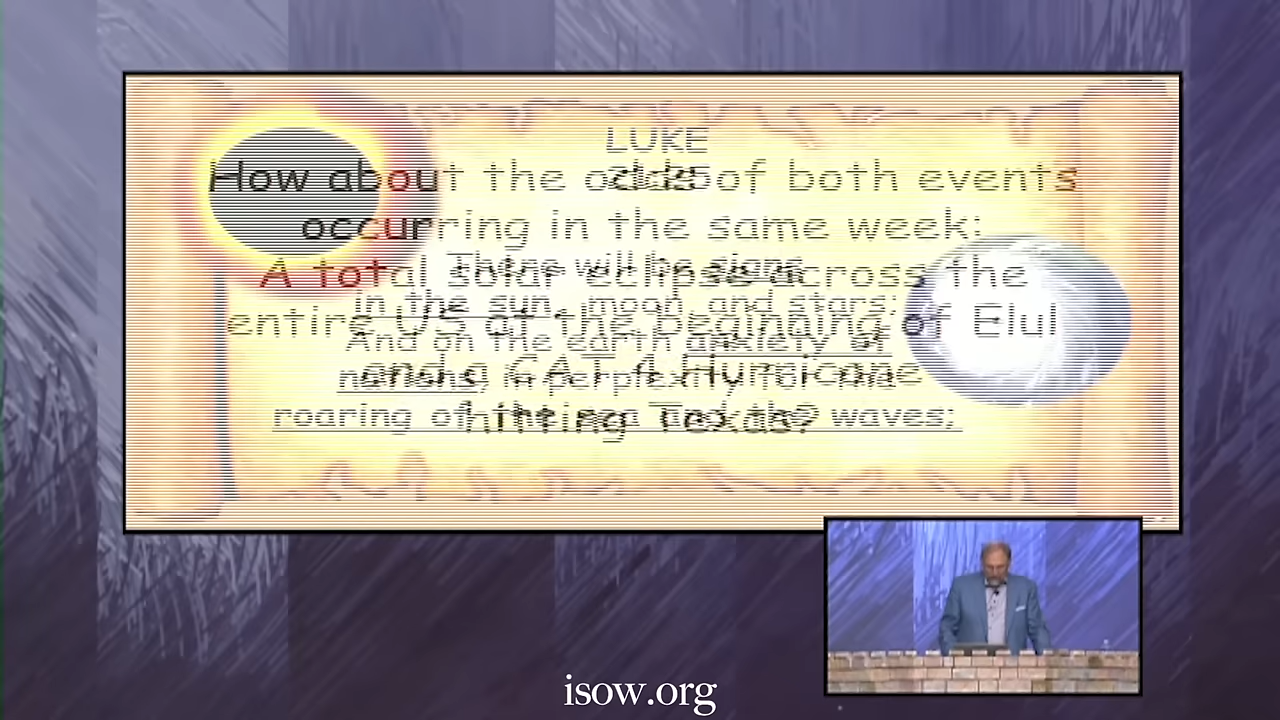 LUKE
21:25
How about the odds of both events
occurring in the same week:
A total solar eclipse across the
entire US at the beginning of Elul
and a CAT 4 Hurricane
hitting Texas?
There will be signs
in the sun, moon and stars;
And on the earth anxiety of
nations, in perplexity for the
roaring of the sea and the waves;
isow.org